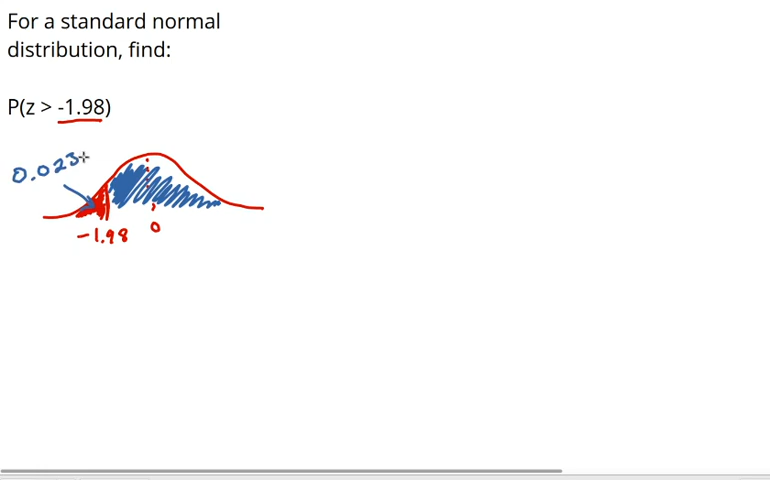 For a standard normal
distribution, find:
P(z > -1.98)
0.023
-1.98 0